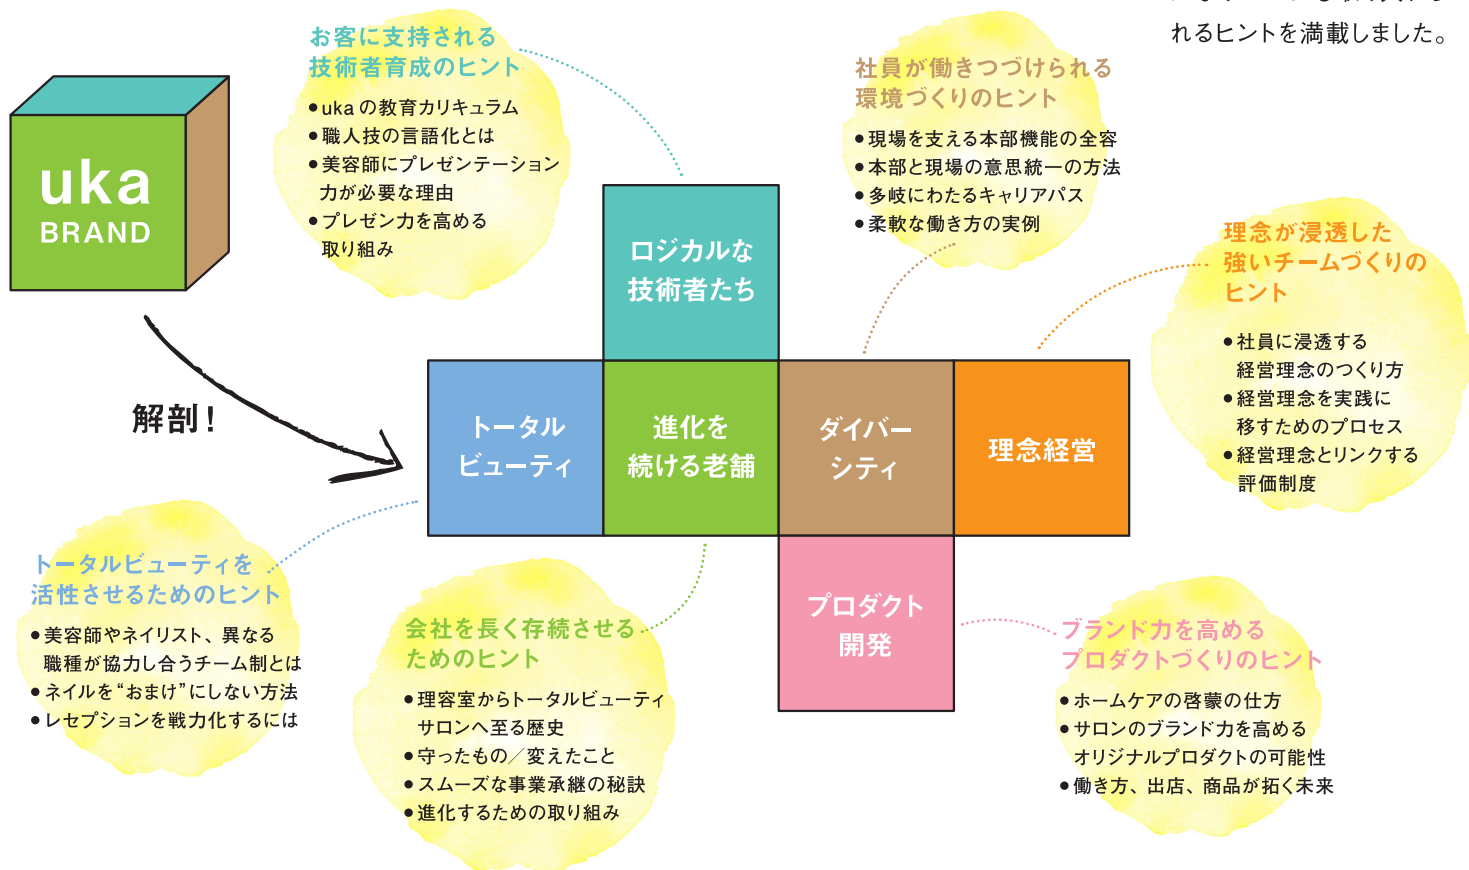 れるヒントを満載しました。
uka
BRAND
解剖！
お客に支持される
技術者育成のヒント
●ukaの教育カリキュラム
●職人技の言語化とは
●美容師にプレゼンテーション
力が必要な理由
●プレゼン力を高める
取り組み
社員が働きつづけられる
環境づくりのヒント
●現場を支える本部機能の全容
●本部と現場の意思統一の方法
●多岐にわたるキャリアパス
●柔軟な働き方の実例
理念が浸透した
強いチームづくりの
ヒント
●社員に浸透する
経営理念のつくり方
●経営理念を実践に
移すためのプロセス
●経営理念とリンクする
評価制度
ロジカルな
技術者たち
トータル
ビューティ
進化を
続ける老舗
ダイバー
シティ
理念経営
プロダクト
開発
トータルビューティを
活性させるためのヒント
●美容師やネイリスト、異なる
職種が協力し合うチーム制とは
●ネイルを“おまけ”にしない方法
●レセプションを戦力化するには
会社を長く存続させる
ためのヒント
●理容室からトータルビューティ
サロンへ至る歴史
●守ったもの／変えたこと
●スムーズな事業承継の秘訣
●進化するための取り組み
ブランド力を高める
プロダクトづくりのヒント
●ホームケアの啓蒙の仕方
●サロンのブランド力を高める
オリジナルプロダクトの可能性
●働き方、出店、商品が拓く未来